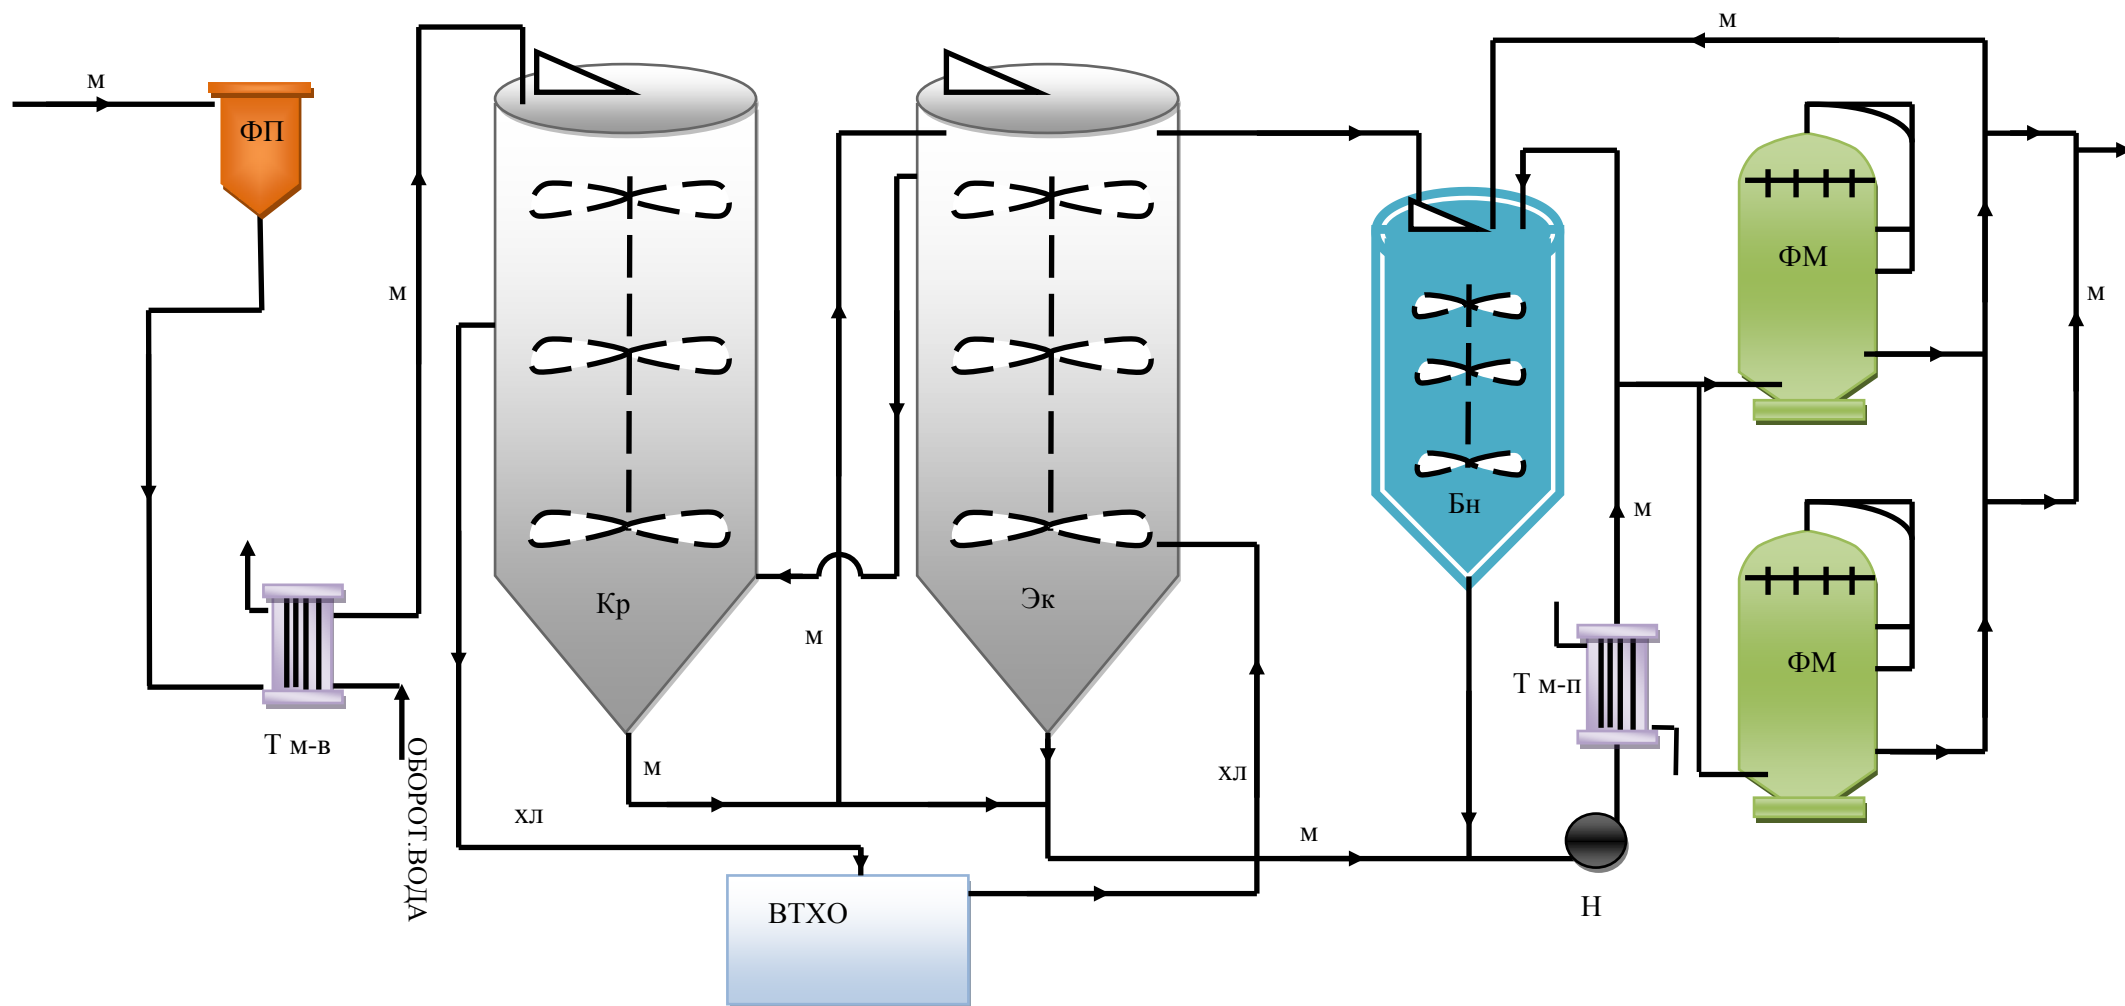 м
м
ФП
м
м
ФМ
м
Бн
м
Кр
Эк
м
ФМ
Т м-п
Т м-в
м
хл
ОБОРОТ.ВОДА
хл
м
ВТХО
Н